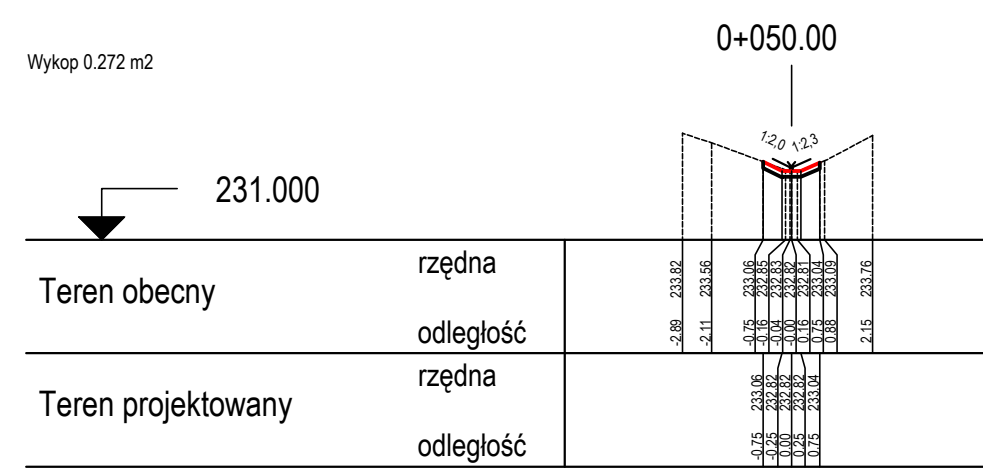 0+050.00
Wykop 0.272 m2
1:2,0 1:2,3
231.000
Teren obecny
rzędna
233.82 233.56 233.06 232.85 232.83 232.82 232.81 233.04 233.09 233.76
odległość
-2.89 -2.11 -0.75 -0.16 -0.04 -0.00 0.16 0.75 0.88 2.15
Teren projektowany
rzędna
233.06 232.82 232.82 232.82 233.04
odległość
-0.75 -0.25 0.00 0.25 0.75